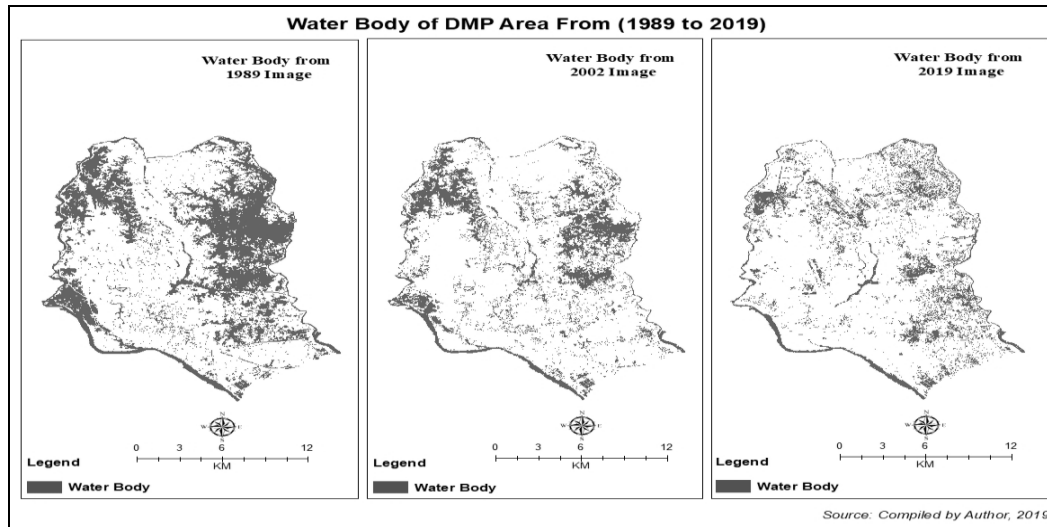 Water Body of DMP Area From (1989 to 2019)
Water Body from
1989 Image
N
W E
S
0 3 6 12
KM
Legend
Water Body
Water Body from
2002 Image
N
W E
S
0 3 6 12
KM
Legend
Water Body
Water Body from
2019 Image
N
W E
S
0 3 6 12
KM
Legend
Water Body
Source: Compiled by Author, 2019